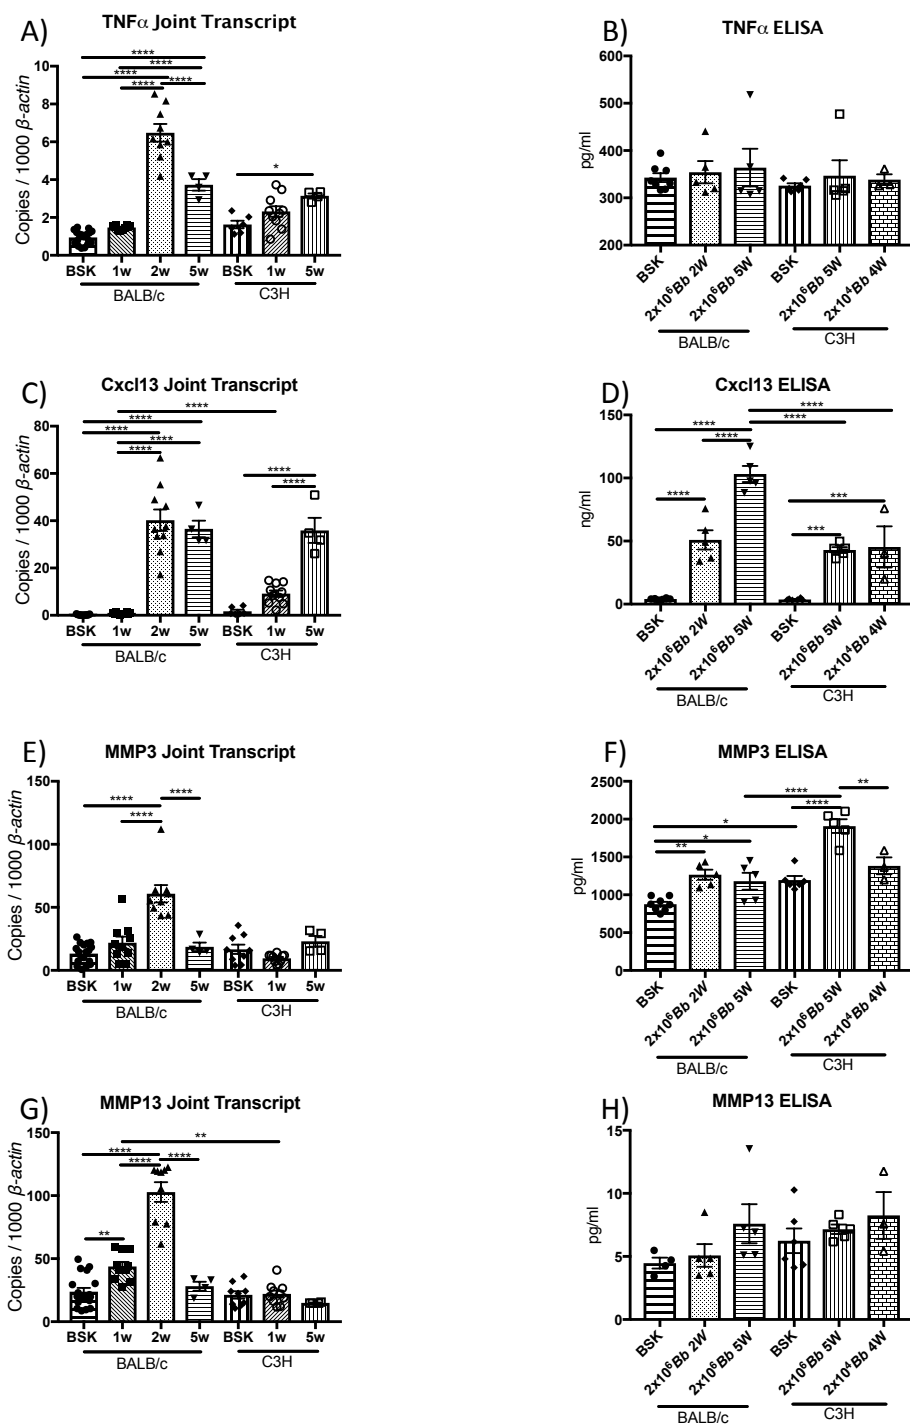 A)
TNFα Joint Transcript
****
****
****
****
****
*
Copies / 1000 β-actin
10
8
6
4
2
0
BSK 1w 2w 5w BSK 1w 5w
BALB/c C3H
B)
TNFα ELISA
pg/ml
600
500
400
300
200
BSK
2x10⁶Bb 2W
2x10⁶Bb 5W
BSK
2x10⁶Bb 5W
2x10⁴Bb 4W
BALB/c C3H
C)
Cxcl13 Joint Transcript
****
****
****
****
****
****
****
Copies / 1000 β-actin
80
60
40
20
0
BSK 1w 2w 5w BSK 1w 5w
BALB/c C3H
D)
Cxcl13 ELISA
****
****
****
****
****
***
***
ng/ml
150
100
50
0
BSK
2x10⁶Bb 2W
2x10⁶Bb 5W
BSK
2x10⁶Bb 5W
2x10⁴Bb 4W
BALB/c C3H
E)
MMP3 Joint Transcript
****
****
****
Copies / 1000 β-actin
150
100
50
0
BSK 1w 2w 5w BSK 1w 5w
BALB/c C3H
F)
MMP3 ELISA
****
**
****
*
*
**
pg/ml
2500
2000
1500
1000
500
0
BSK
2x10⁶Bb 2W
2x10⁶Bb 5W
BSK
2x10⁶Bb 5W
2x10⁴Bb 4W
BALB/c C3H
G)
MMP13 Joint Transcript
**
****
****
****
**
Copies / 1000 β-actin
150
100
50
0
BSK 1w 2w 5w BSK 1w 5w
BALB/c C3H
H)
MMP13 ELISA
pg/ml
15
10
5
0
BSK
2x10⁶Bb 2W
2x10⁶Bb 5W
BSK
2x10⁶Bb 5W
2x10⁴Bb 4W
BALB/c C3H